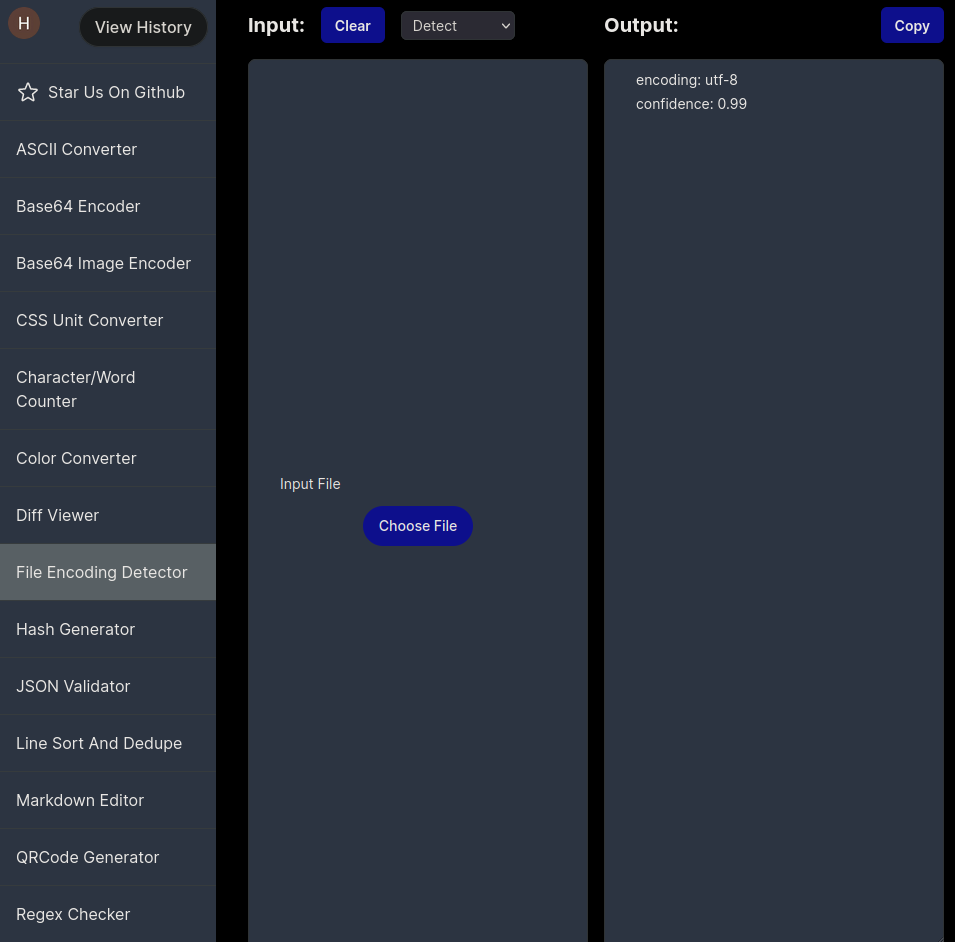 H
View History
Star Us On Github
ASCII Converter
Base64 Encoder
Base64 Image Encoder
CSS Unit Converter
Character/Word
Counter
Color Converter
Diff Viewer
File Encoding Detector
Hash Generator
JSON Validator
Line Sort And Dedupe
Markdown Editor
QRCode Generator
Regex Checker
Input:
Clear
Detect
Input File
Choose File
Output:
Copy
encoding: utf-8
confidence: 0.99